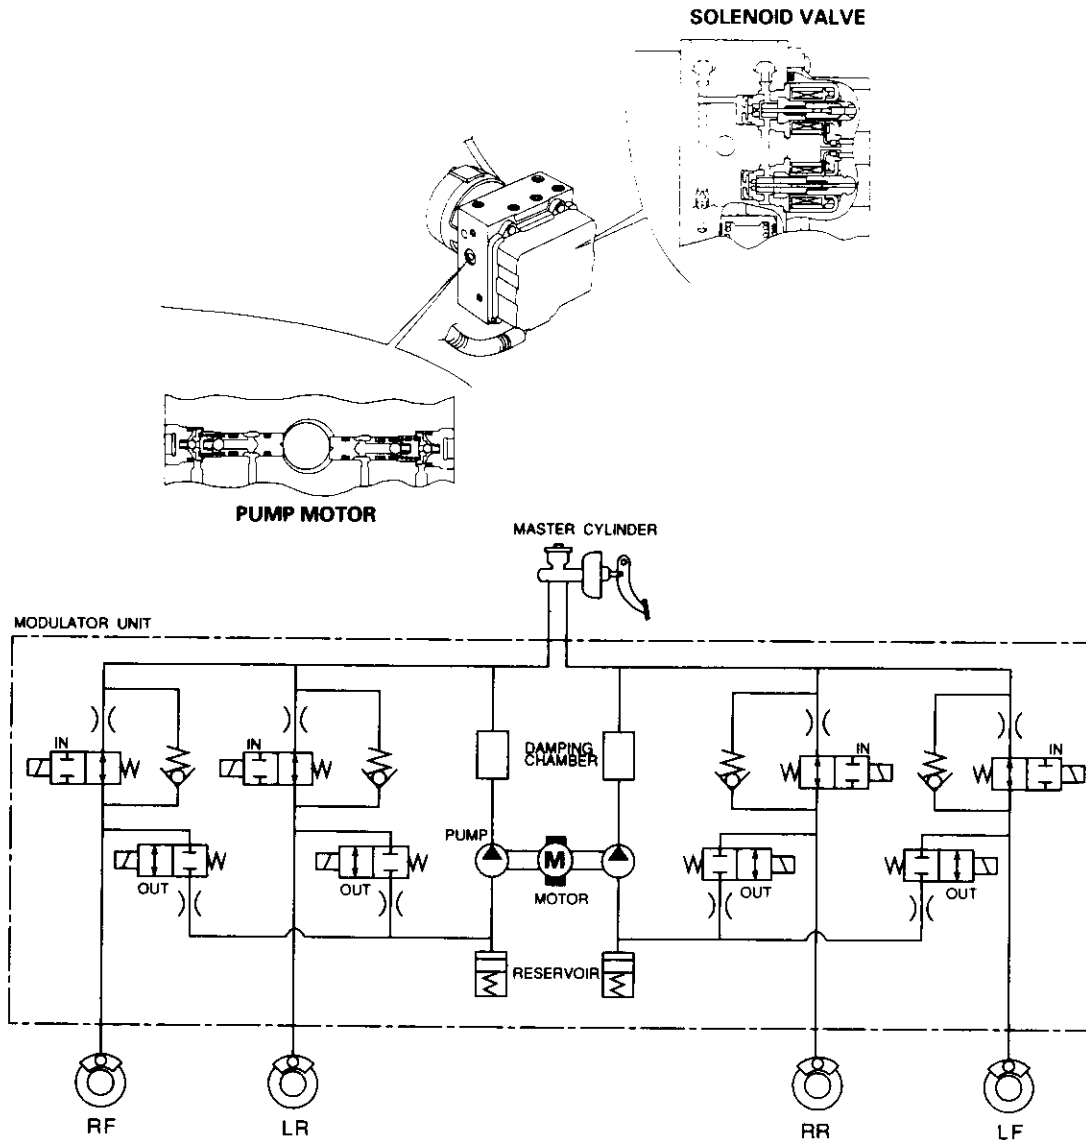 SOLENOID VALVE
PUMP MOTOR
MASTER CYLINDER
MODULATOR UNIT
IN
IN
DAMPING
CHAMBER
IN
IN
PUMP
M
OUT
OUT
MOTOR
OUT
OUT
RESERVOIR
RF
LR
RR
LF